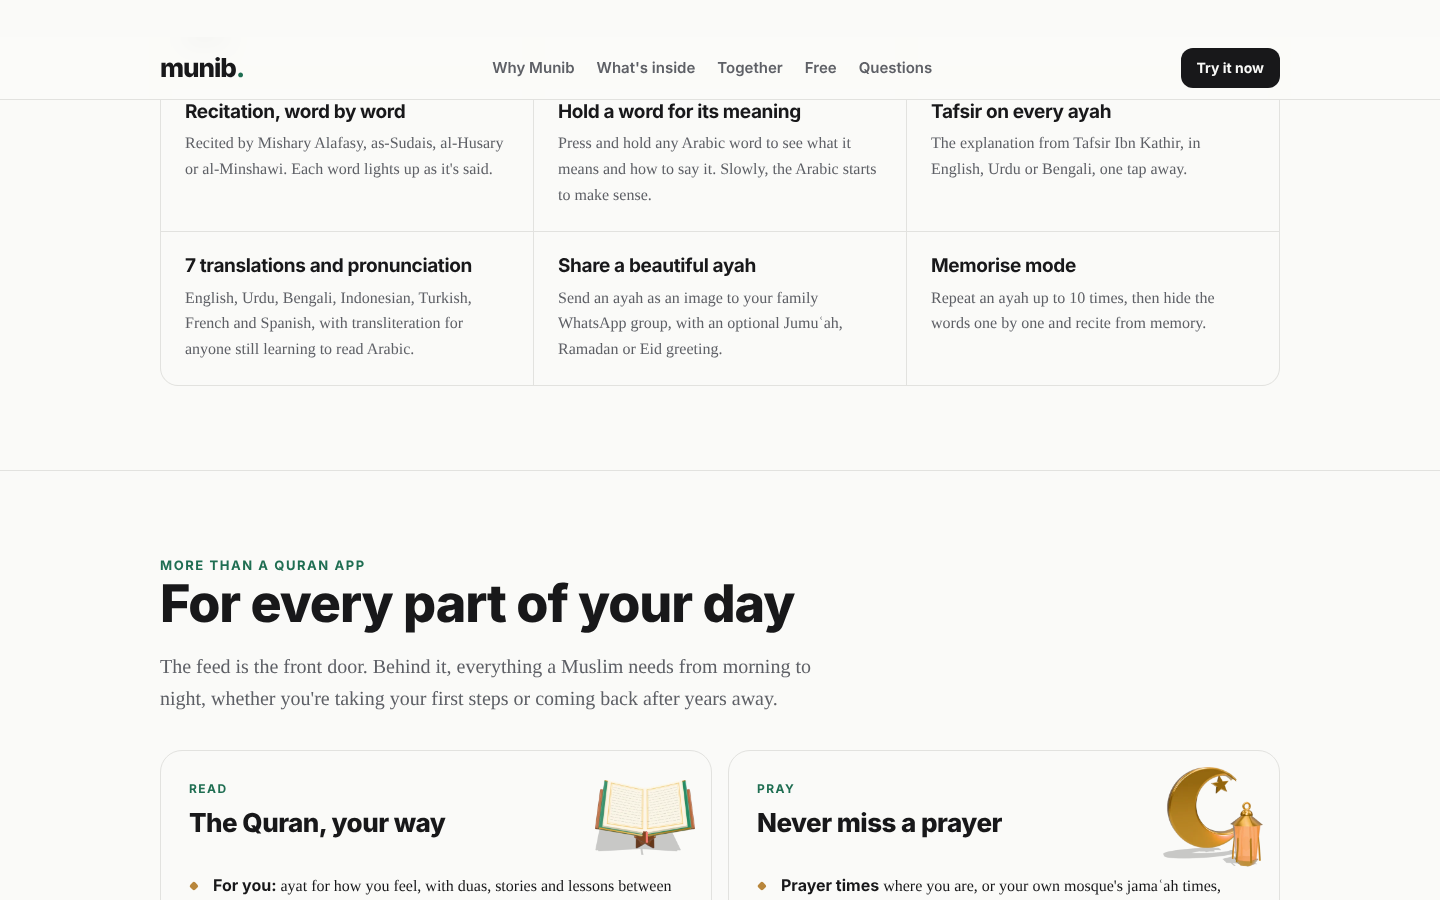 munib.
Why Munib
What's inside
Together
Free
Questions
Try it now
Recitation, word by word
Recited by Mishary Alafasy, as-Sudais, al-Husary
or al-Minshawi. Each word lights up as it's said.
Hold a word for its meaning
Press and hold any Arabic word to see what it
means and how to say it. Slowly, the Arabic starts
to make sense.
Tafsir on every ayah
The explanation from Tafsir Ibn Kathir, in
English, Urdu or Bengali, one tap away.
7 translations and pronunciation
English, Urdu, Bengali, Indonesian, Turkish,
French and Spanish, with transliteration for
anyone still learning to read Arabic.
Share a beautiful ayah
Send an ayah as an image to your family
WhatsApp group, with an optional Jumuʿah,
Ramadan or Eid greeting.
Memorise mode
Repeat an ayah up to 10 times, then hide the
words one by one and recite from memory.
MORE THAN A QURAN APP
For every part of your day
The feed is the front door. Behind it, everything a Muslim needs from morning to
night, whether you're taking your first steps or coming back after years away.
READ
The Quran, your way
For you: ayat for how you feel, with duas, stories and lessons between
PRAY
Never miss a prayer
Prayer times where you are, or your own mosque's jamaʿah times,